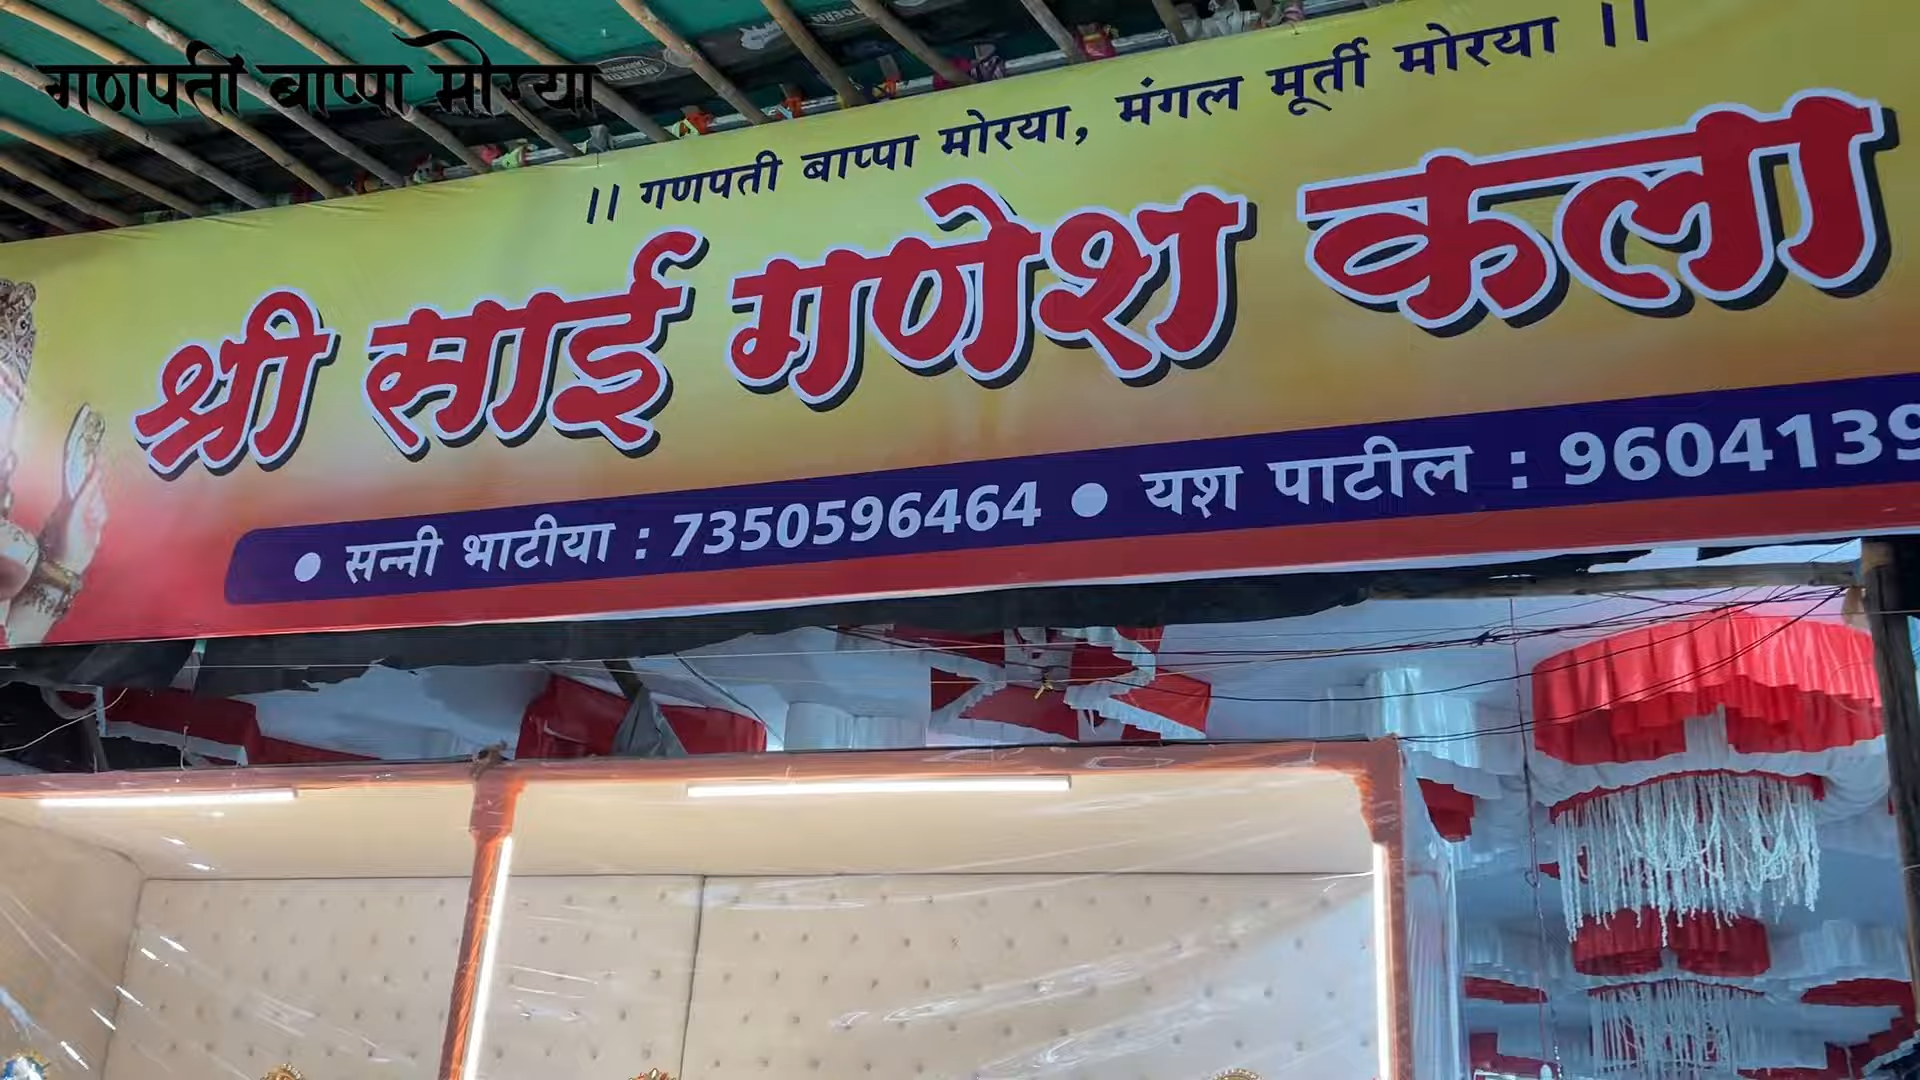 गणपती बाप्पा मोरया
।। गणपती बाप्पा मोरया, मंगल मूर्ती मोरया ।।
श्री साई गणेश कला
• सन्नी भाटीया : 7350596464 • यश पाटील : 9604139